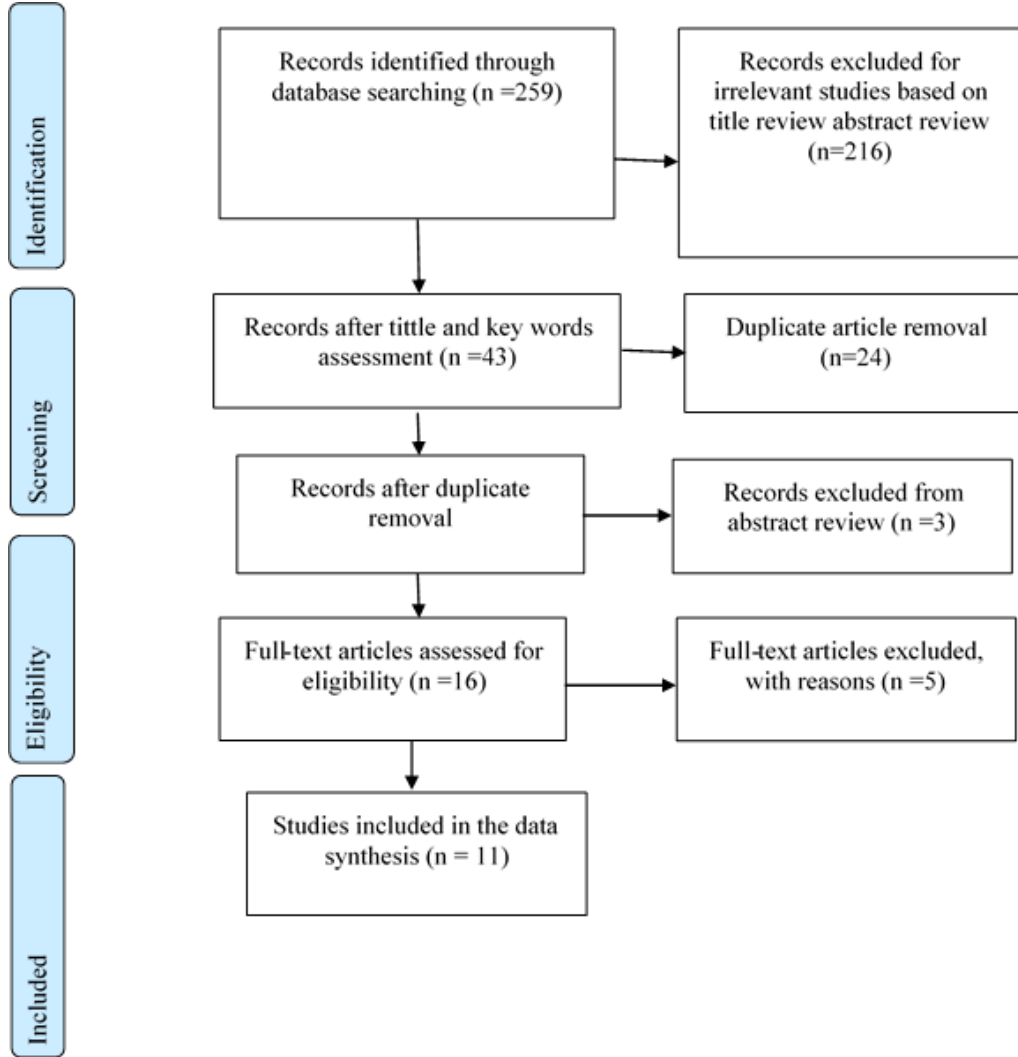 Identification
Records identified through
database searching (n =259)
Records excluded for
irrelevant studies based on
title review abstract review
(n=216)
Screening
Records after tittle and key words
assessment (n =43)
Duplicate article removal
(n=24)
Records after duplicate
removal
Records excluded from
abstract review (n =3)
Eligibility
Full-text articles assessed for
eligibility (n =16)
Full-text articles excluded,
with reasons (n =5)
Included
Studies included in the data
synthesis (n = 11)